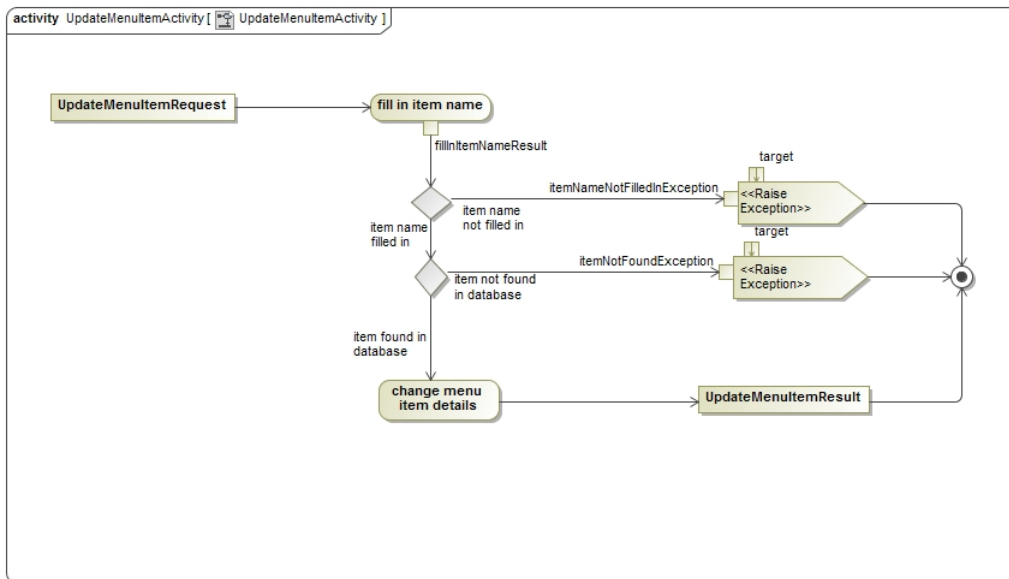 activity UpdateMenuItemActivity [ UpdateMenuItemActivity ]
UpdateMenuItemRequest
fill in item name
fillInItemNameResult
target
itemNameNotFilledInException
<<Raise
Exception>>
item name
not filled in
item name
filled in
target
itemNotFoundException
<<Raise
Exception>>
item not found
in database
item found in
database
change menu
item details
UpdateMenuItemResult